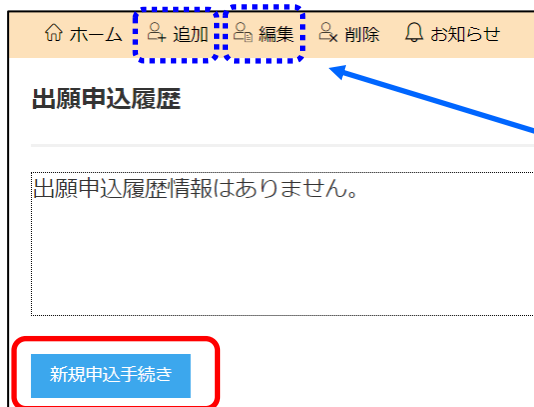 ホーム 追加 編集 削除 お知らせ
出願申込履歴
出願申込履歴情報はありません。
新規申込手続き